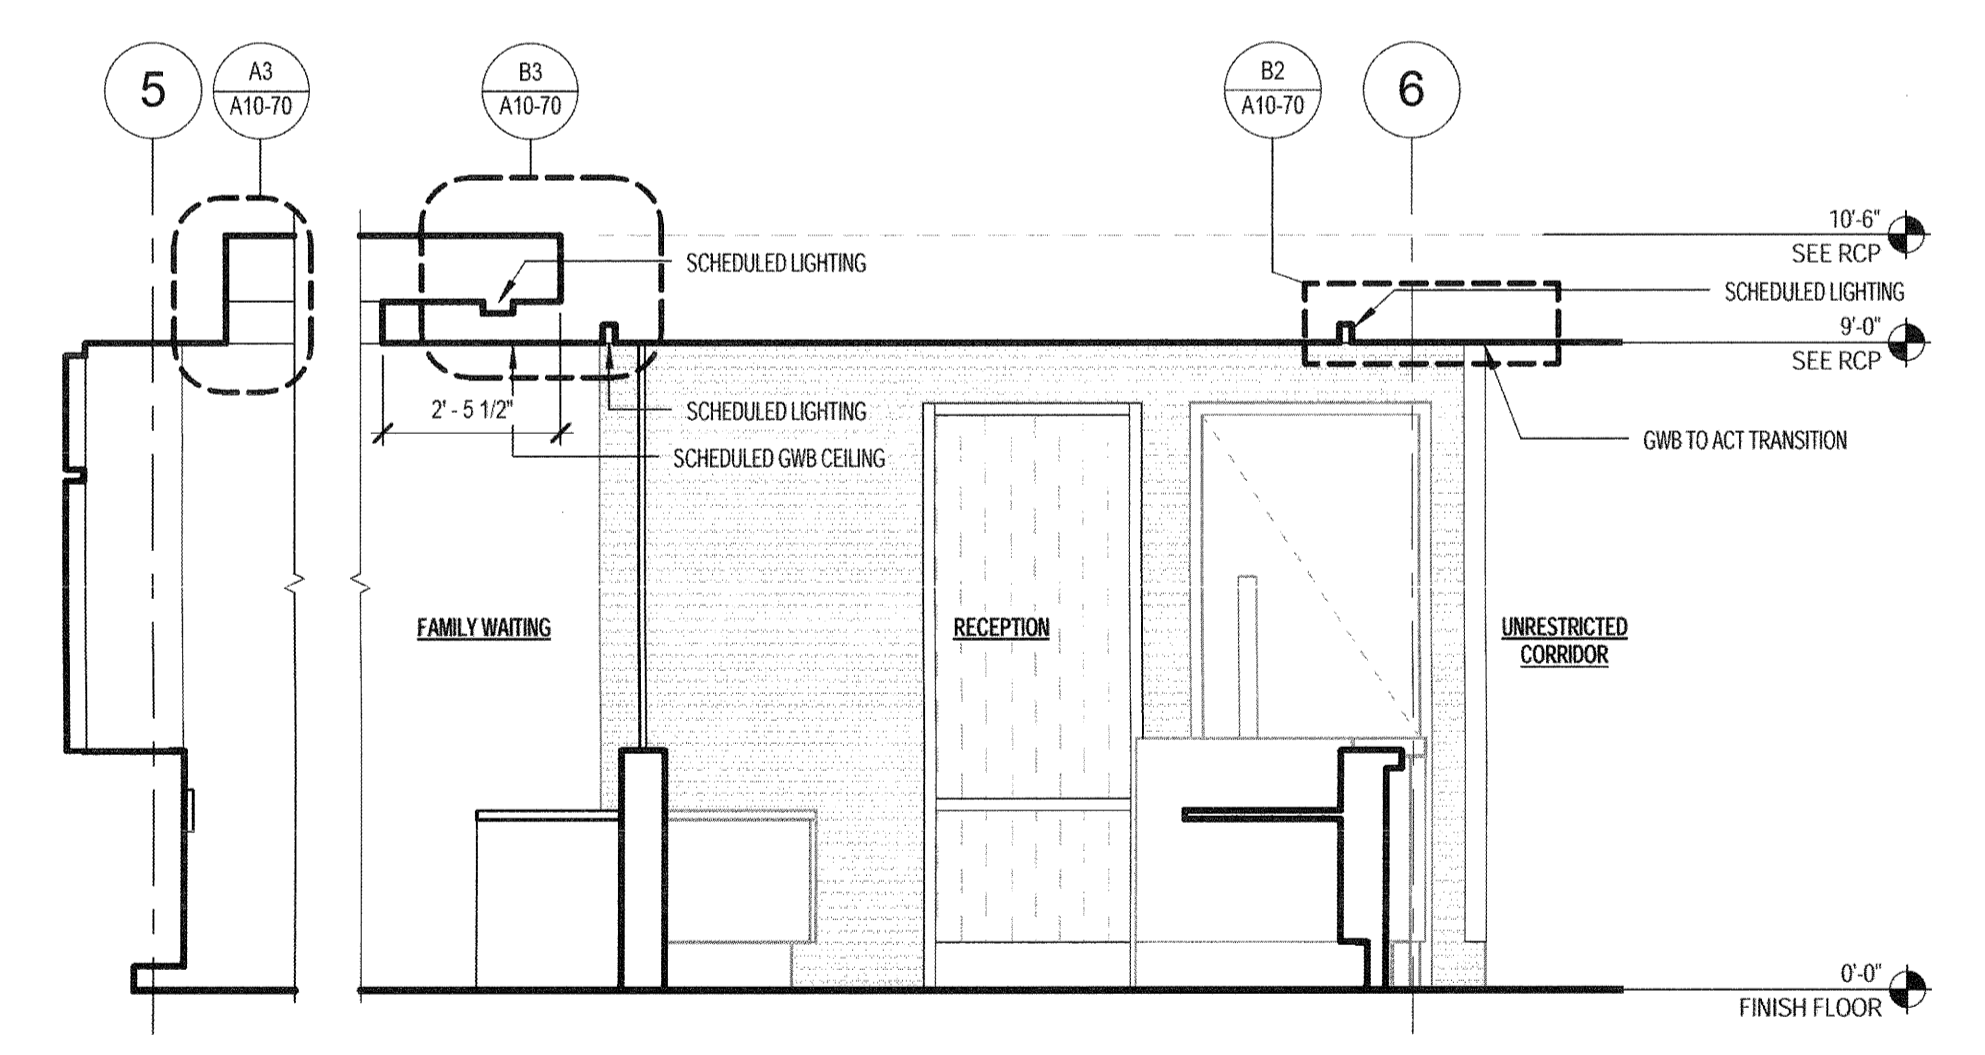 5
A3
A10-70
B3
A10-70
B2
A10-70
6
10'-6"
SEE RCP
SCHEDULED LIGHTING
SCHEDULED LIGHTING
9'-0"
SEE RCP
2' - 5 1/2"
SCHEDULED LIGHTING
GWB TO ACT TRANSITION
SCHEDULED GWB CEILING
FAMILY WAITING
RECEPTION
UNRESTRICTED
CORRIDOR
0'-0"
FINISH FLOOR